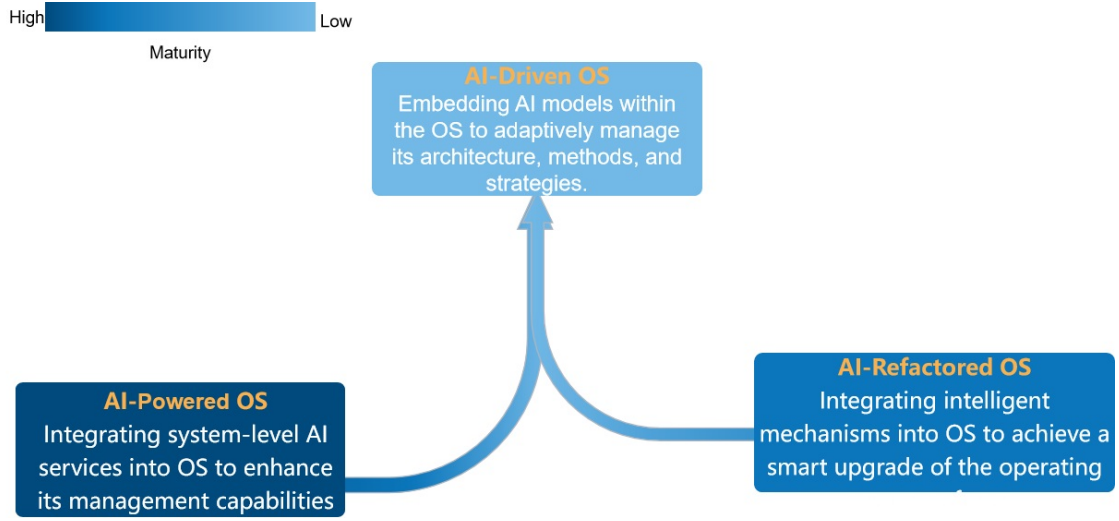 High
Low
Maturity
AI-Driven OS
Embedding AI models within
the OS to adaptively manage
its architecture, methods, and
strategies.
AI-Powered OS
Integrating system-level AI
services into OS to enhance
its management capabilities
AI-Refactored OS
Integrating intelligent
mechanisms into OS to achieve a
smart upgrade of the operating